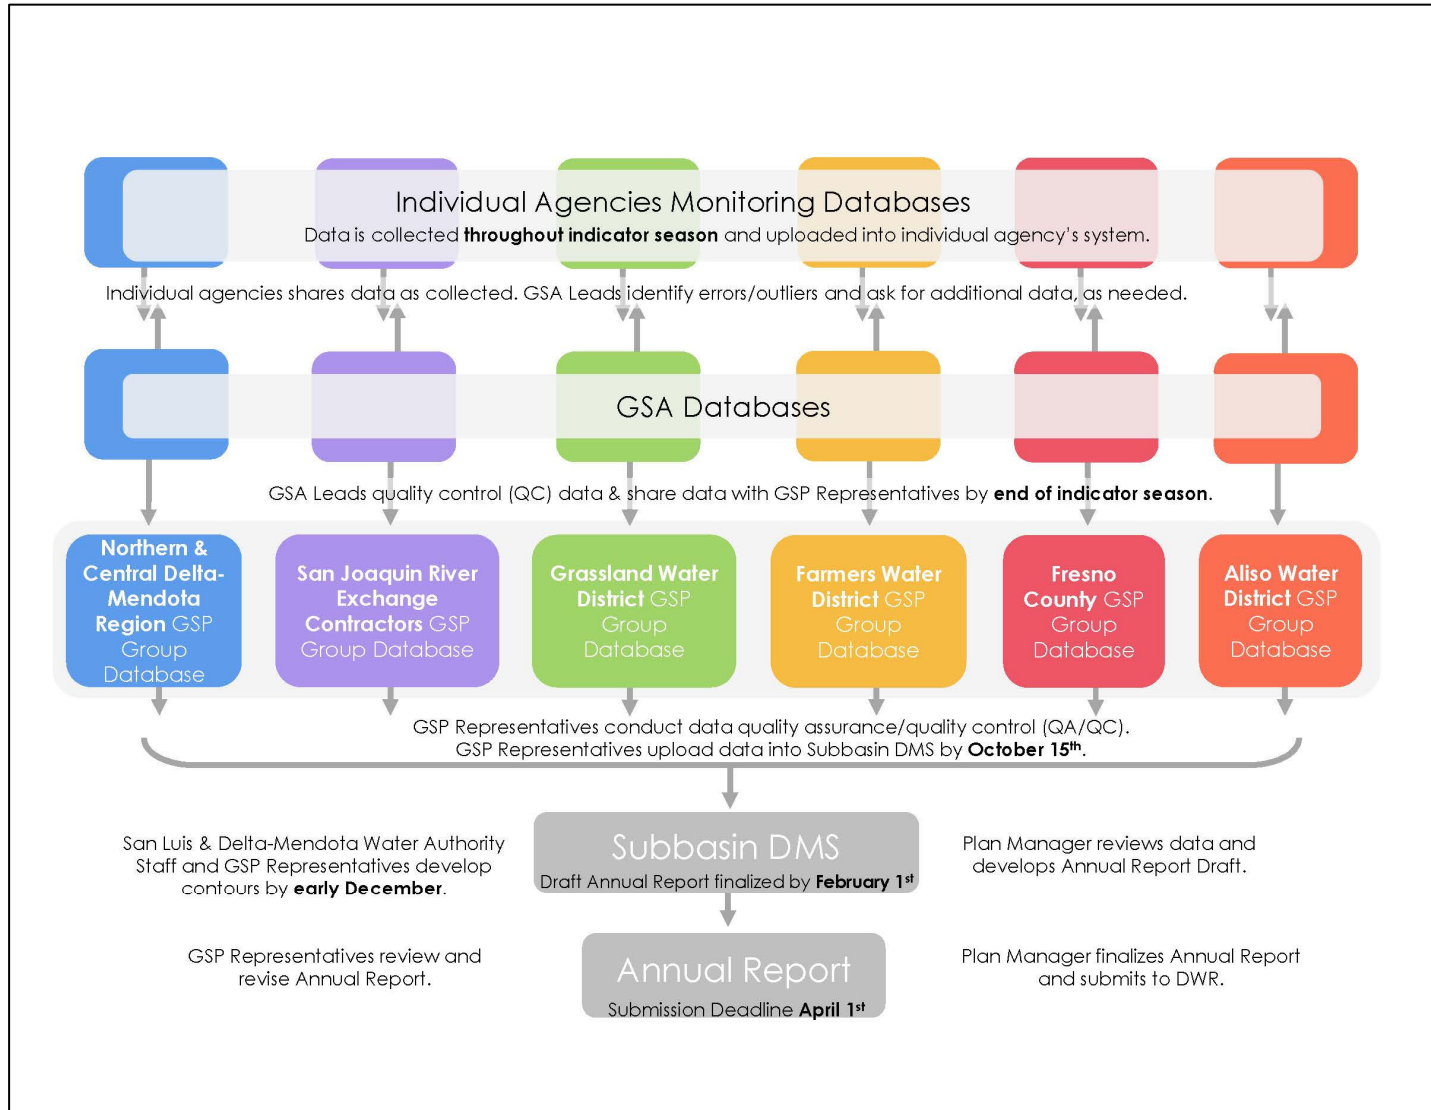 Individual Agencies Monitoring Databases
Data is collected throughout indicator season and uploaded into individual agency's system.
Individual agencies shares data as collected. GSA Leads identify errors/outliers and ask for additional data, as needed.
GSA Databases
GSA Leads quality control (QC) data & share data with GSP Representatives by end of indicator season.
Northern &
Central Delta-
Mendota
Region GSP
Group
Database
San Joaquin River
Exchange
Contractors GSP
Group Database
Grassland Water
District GSP
Group
Database
Farmers Water
District GSP
Group
Database
Fresno
County GSP
Group
Database
Aliso Water
District GSP
Group
Database
GSP Representatives conduct data quality assurance/quality control (QA/QC).
GSP Representatives upload data into Subbasin DMS by October 15th.
San Luis & Delta-Mendota Water Authority
Staff and GSP Representatives develop
contours by early December.
Subbasin DMS
Draft Annual Report finalized by February 1st
Plan Manager reviews data and
develops Annual Report Draft.
GSP Representatives review and
revise Annual Report.
Annual Report
Submission Deadline April 1st
Plan Manager finalizes Annual Report
and submits to DWR.